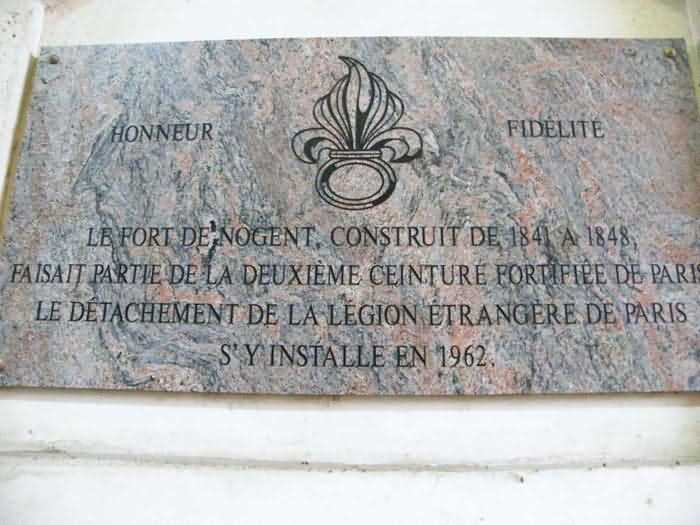 HONNEUR FIDÉLITE
LE FORT DE NOGENT, CONSTRUIT DE 1841 A 1848,
FAISAIT PARTIE DE LA DEUXIÈME CEINTURE FORTIFIÉE DE PARIS
LE DÉTACHEMENT DE LA LÉGION ÉTRANGÈRE DE PARIS
S'Y INSTALLE EN 1962.